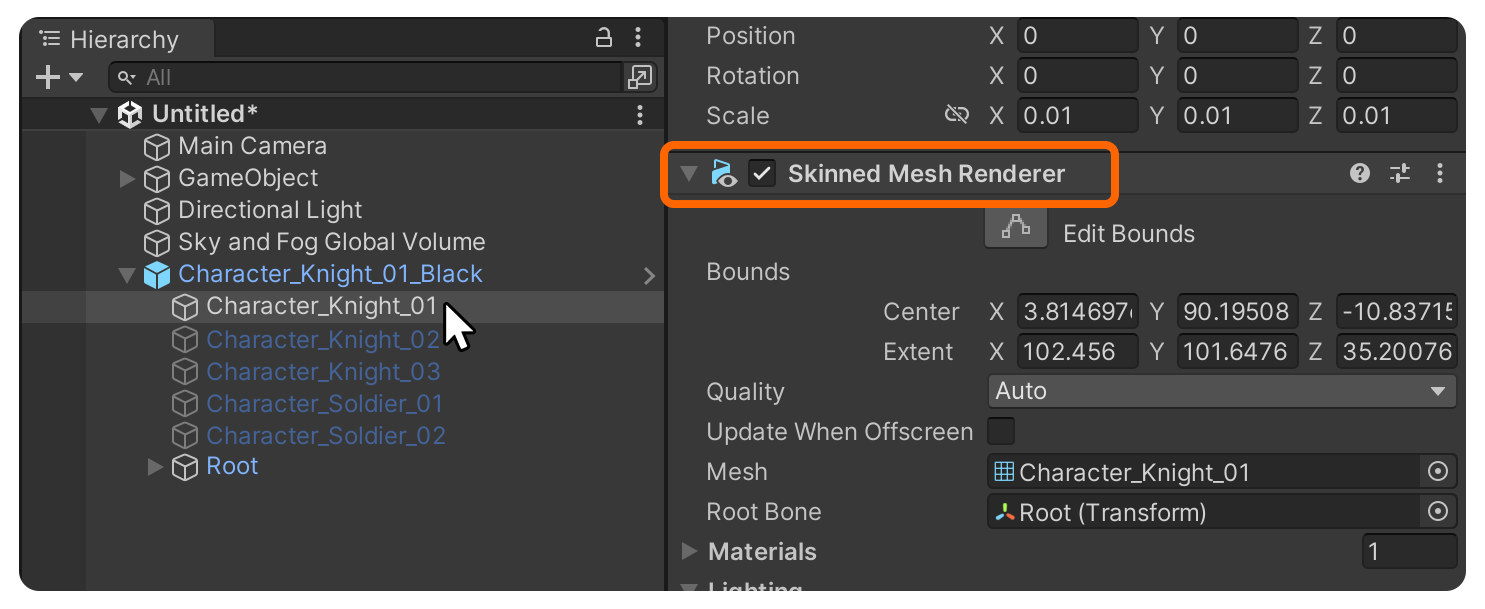 Hierarchy
All
Untitled*
Main Camera
GameObject
Directional Light
Sky and Fog Global Volume
Character_Knight_01_Black
Character_Knight_01
Character_Knight_02
Character_Knight_03
Character_Soldier_01
Character_Soldier_02
Root
Position X 0 Y 0 Z 0
Rotation X 0 Y 0 Z 0
Scale X 0.01 Y 0.01 Z 0.01
Skinned Mesh Renderer
Edit Bounds
Bounds
Center X 3.814697 Y 90.19508 Z -10.83715
Extent X 102.456 Y 101.6476 Z 35.20076
Quality Auto
Update When Offscreen
Mesh Character_Knight_01
Root Bone Root (Transform)
Materials 1
Lighting